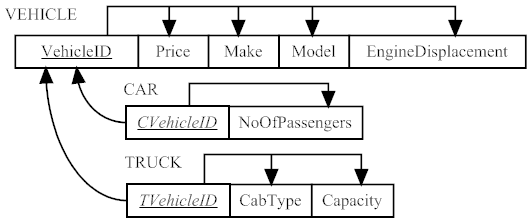 VEHICLE
VehicleID Price Make Model EngineDisplacement
CAR
CVehicleID NoOfPassengers
TRUCK
TVehicleID CabType Capacity